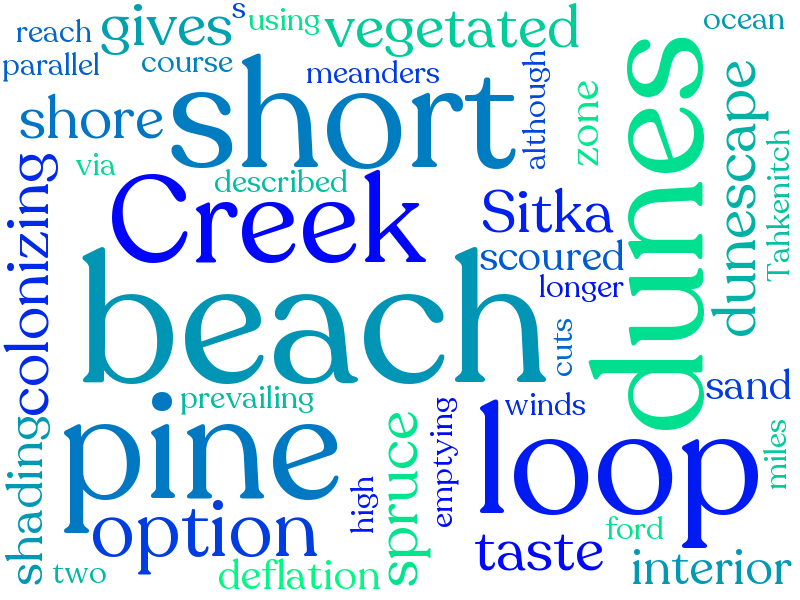 s
reach
gives
using
vegetated
ocean
parallel
course
meanders
although
dunes
shore
short
zone
dunescape
via
described
Tahkenitch
colonizing
Creek
Sitka
scoured
longer
beach
cuts
sand
prevailing
winds
pine
loop
miles
shading
spruce
emptying
high
option
ford
taste
interior
two
deflation